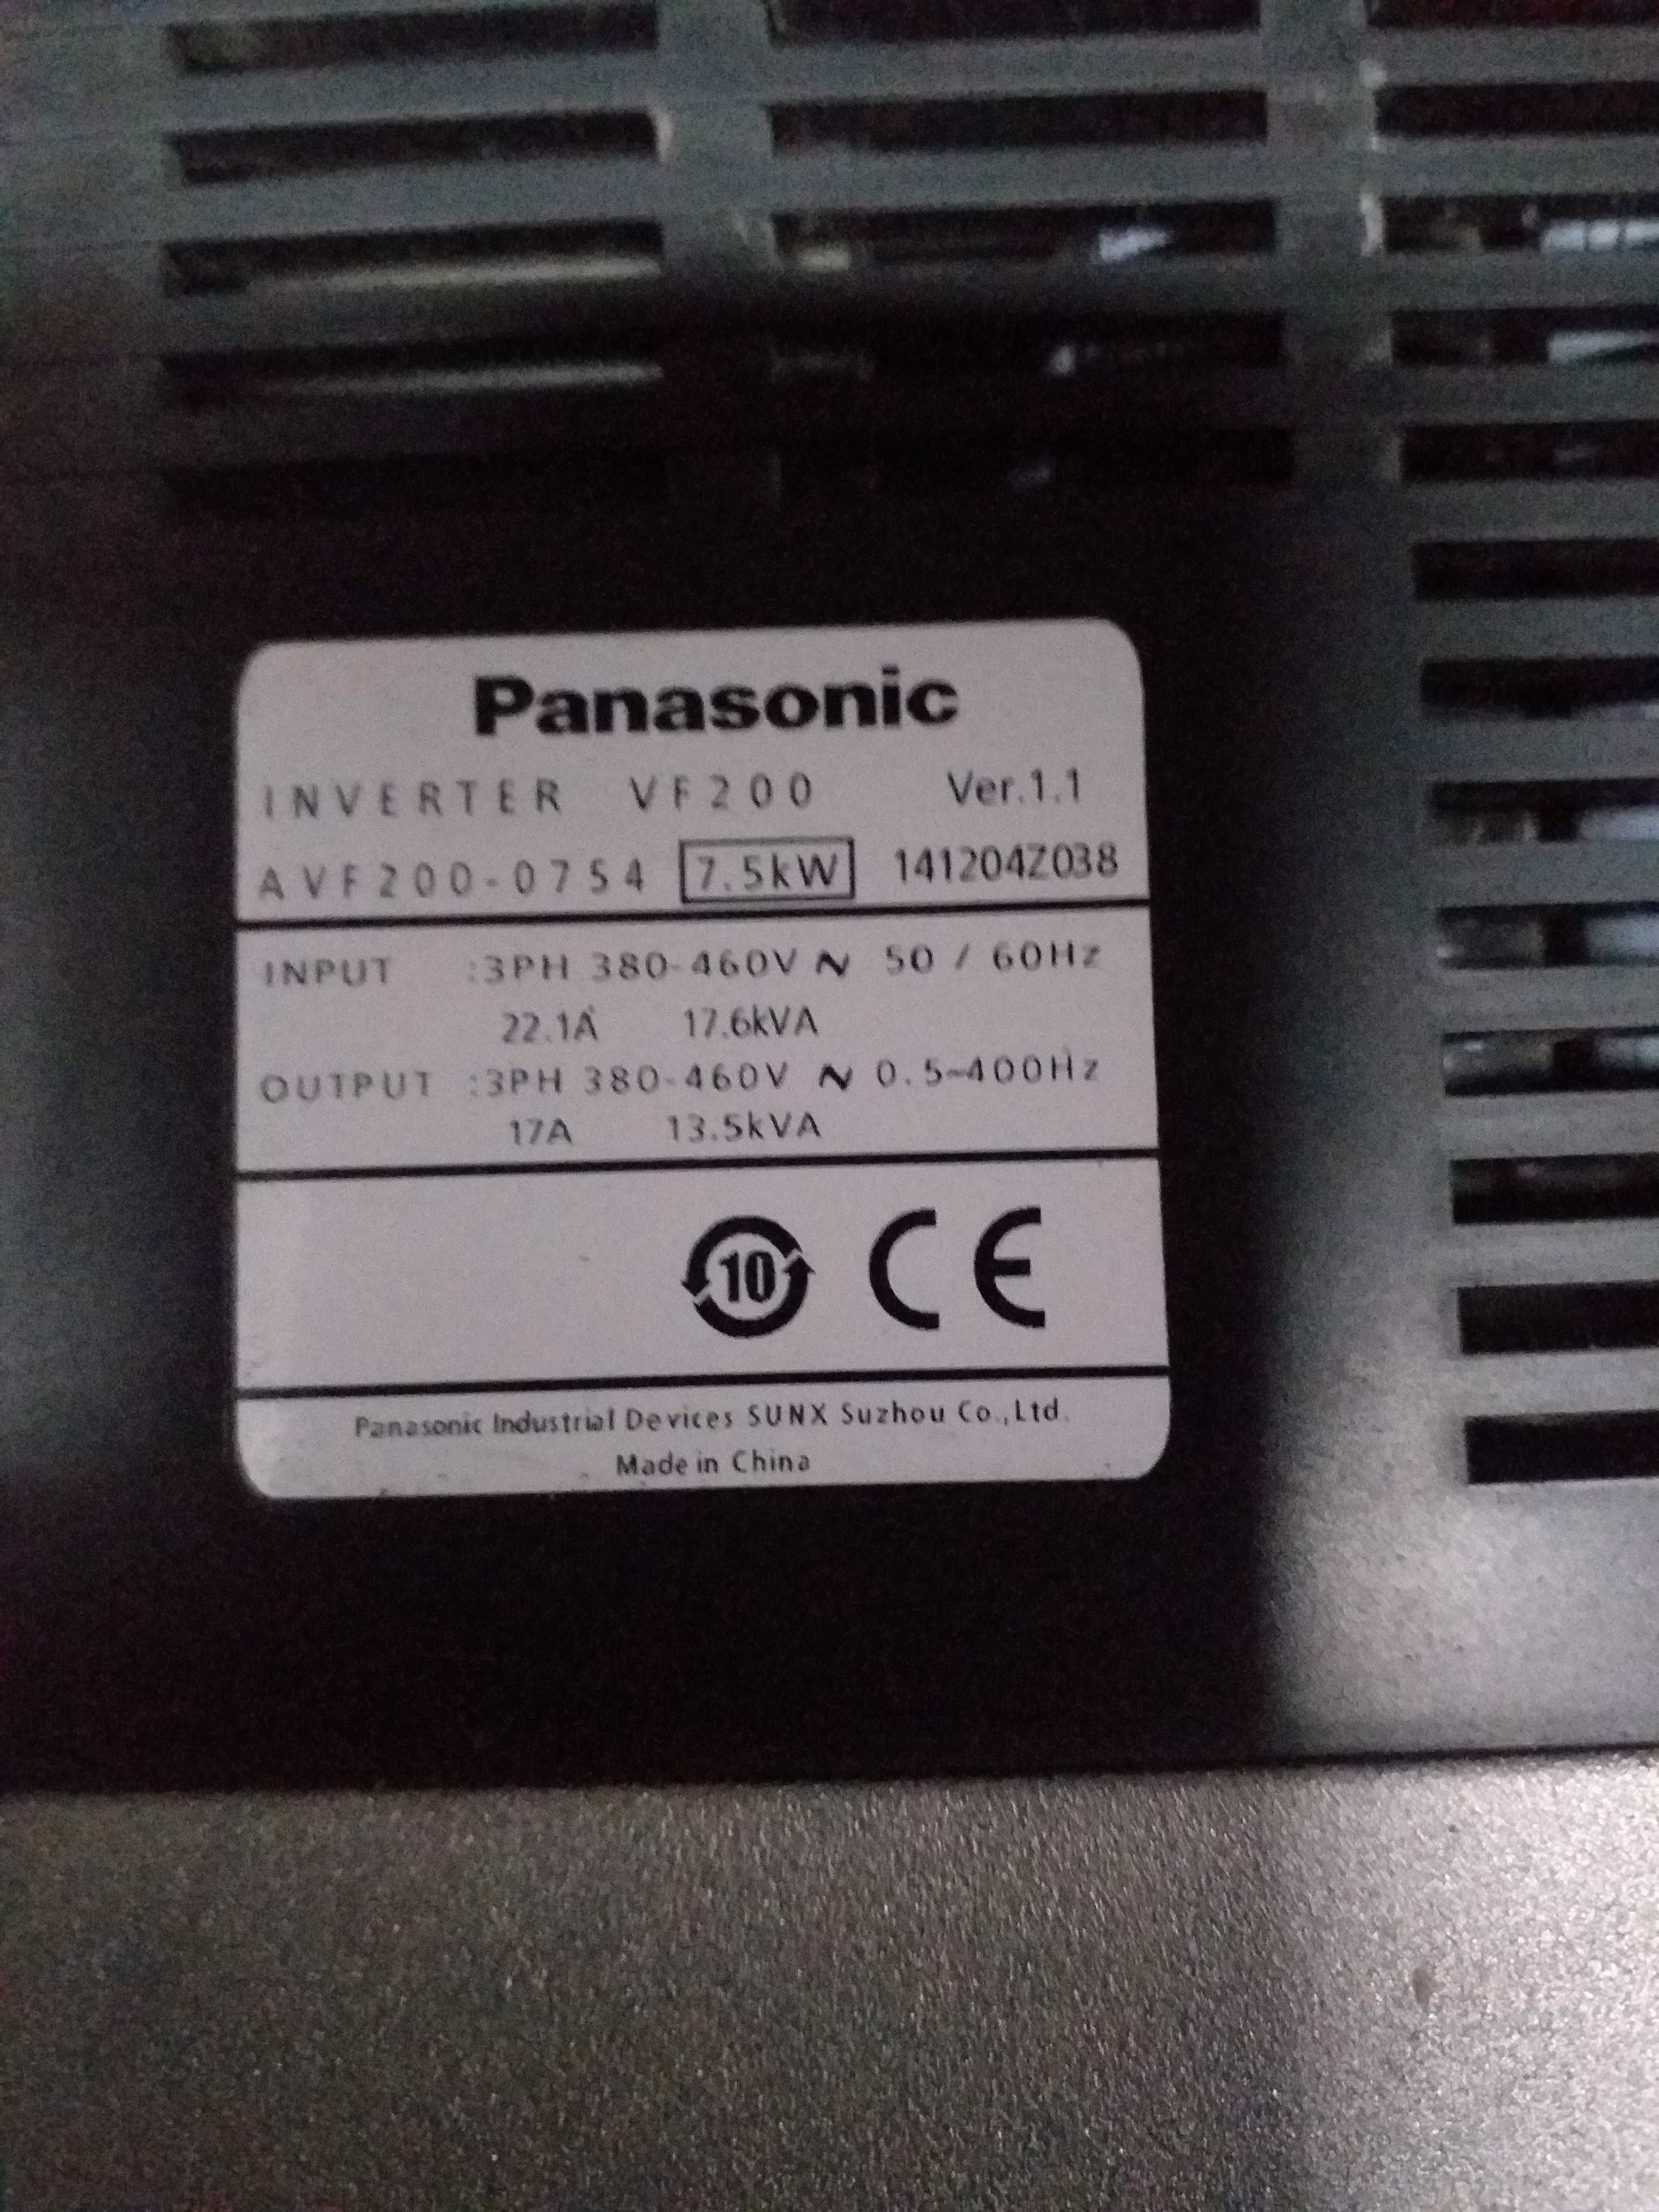 Panasonic
INVERTER VF200 Ver.1.1
AVF200-0754 7.5kW 141204Z038
INPUT :3PH 380-460V ~ 50 / 60Hz
22.1A 17.6kVA
OUTPUT :3PH 380-460V ~ 0.5~400Hz
17A 13.5kVA
10 CE
Panasonic Industrial Devices SUNX Suzhou Co.,Ltd.
Made in China